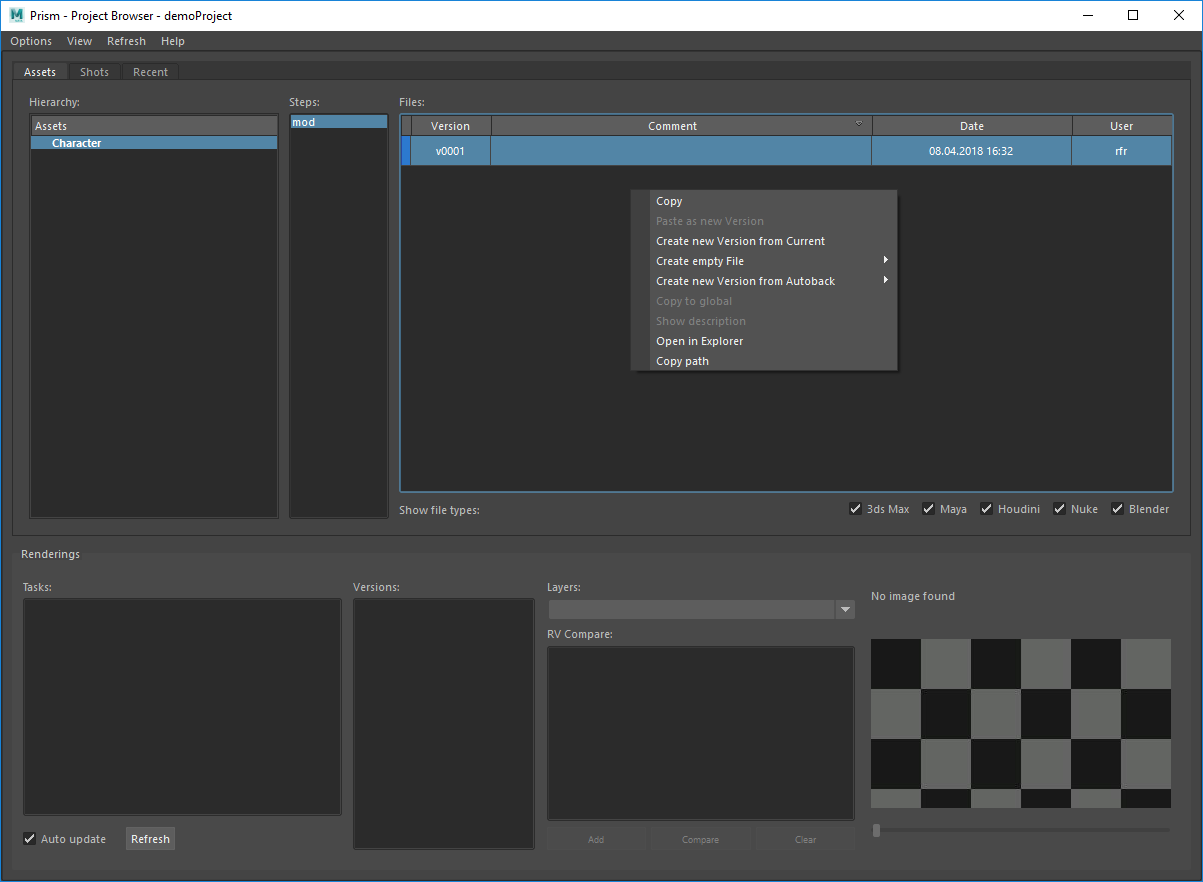 Prism - Project Browser - demoProject
Options View Refresh Help
Assets Shots Recent
Hierarchy: Steps: Files:
Assets mod Version Comment Date User
Character
v0001 08.04.2018 16:32 rfr
Copy
Paste as new Version
Create new Version from Current
Create empty File
Create new Version from Autoback
Copy to global
Show description
Open in Explorer
Copy path
Show file types: 3ds Max Maya Houdini Nuke Blender
Renderings
Tasks: Versions: Layers:
No image found
RV Compare:
Auto update Refresh Add Compare Clear